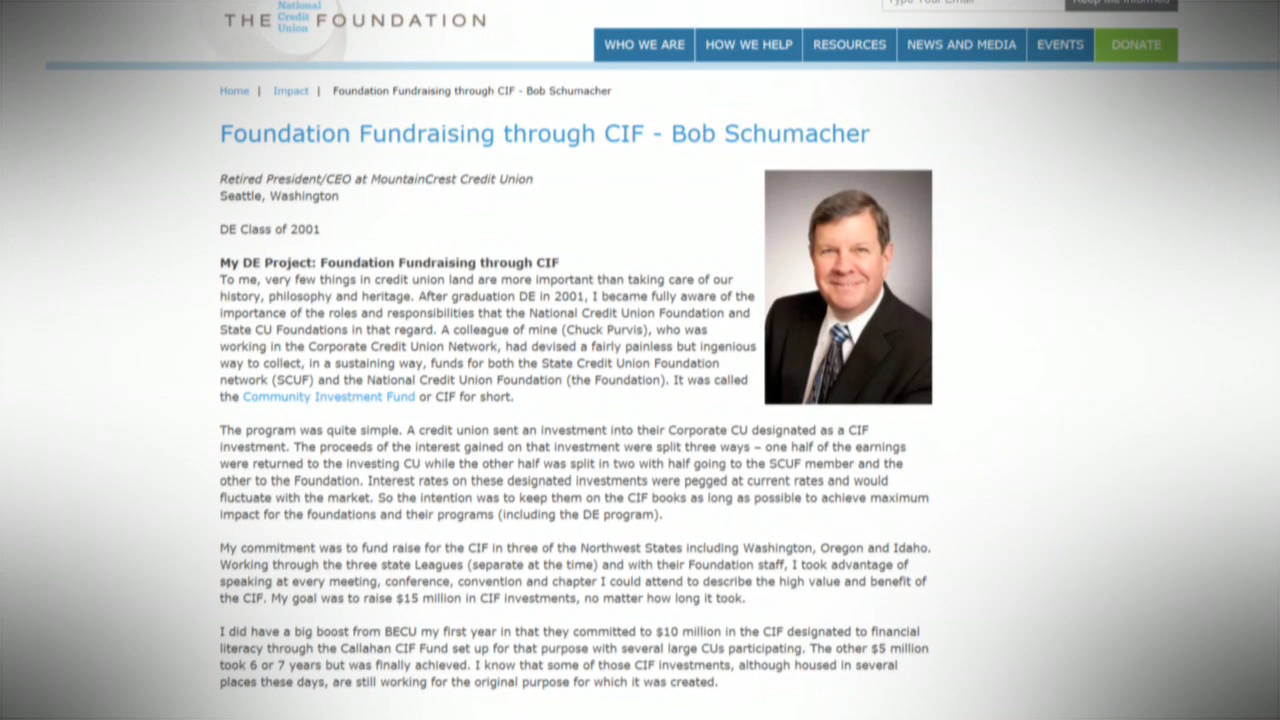 National
THE Credit FOUNDATION
Union
WHO WE ARE HOW WE HELP RESOURCES NEWS AND MEDIA EVENTS DONATE
Home | Impact | Foundation Fundraising through CIF - Bob Schumacher
Foundation Fundraising through CIF - Bob Schumacher
Retired President/CEO at MountainCrest Credit Union
Seattle, Washington
DE Class of 2001
My DE Project: Foundation Fundraising through CIF
To me, very few things in credit union land are more important than taking care of our
history, philosophy and heritage. After graduation DE in 2001, I became fully aware of the
importance of the roles and responsibilities that the National Credit Union Foundation and
State CU Foundations in that regard. A colleague of mine (Chuck Purvis), who was
working in the Corporate Credit Union Network, had devised a fairly painless but ingenious
way to collect, in a sustaining way, funds for both the State Credit Union Foundation
network (SCUF) and the National Credit Union Foundation (the Foundation). It was called
the Community Investment Fund or CIF for short.
The program was quite simple. A credit union sent an investment into their Corporate CU designated as a CIF
investment. The proceeds of the interest gained on that investment were split three ways – one half of the earnings
were returned to the investing CU while the other half was split in two with half going to the SCUF member and the
other to the Foundation. Interest rates on these designated investments were pegged at current rates and would
fluctuate with the market. So the intention was to keep them on the CIF books as long as possible to achieve maximum
impact for the foundations and their programs (including the DE program).
My commitment was to fund raise for the CIF in three of the Northwest States including Washington, Oregon and Idaho.
Working through the three state Leagues (separate at the time) and with their Foundation staff, I took advantage of
speaking at every meeting, conference, convention and chapter I could attend to describe the high value and benefit of
the CIF. My goal was to raise $15 million in CIF investments, no matter how long it took.
I did have a big boost from BECU my first year in that they committed to $10 million in the CIF designated to financial
literacy through the Callahan CIF Fund set up for that purpose with several large CUs participating. The other $5 million
took 6 or 7 years but was finally achieved. I know that some of those CIF investments, although housed in several
places these days, are still working for the original purpose for which it was created.